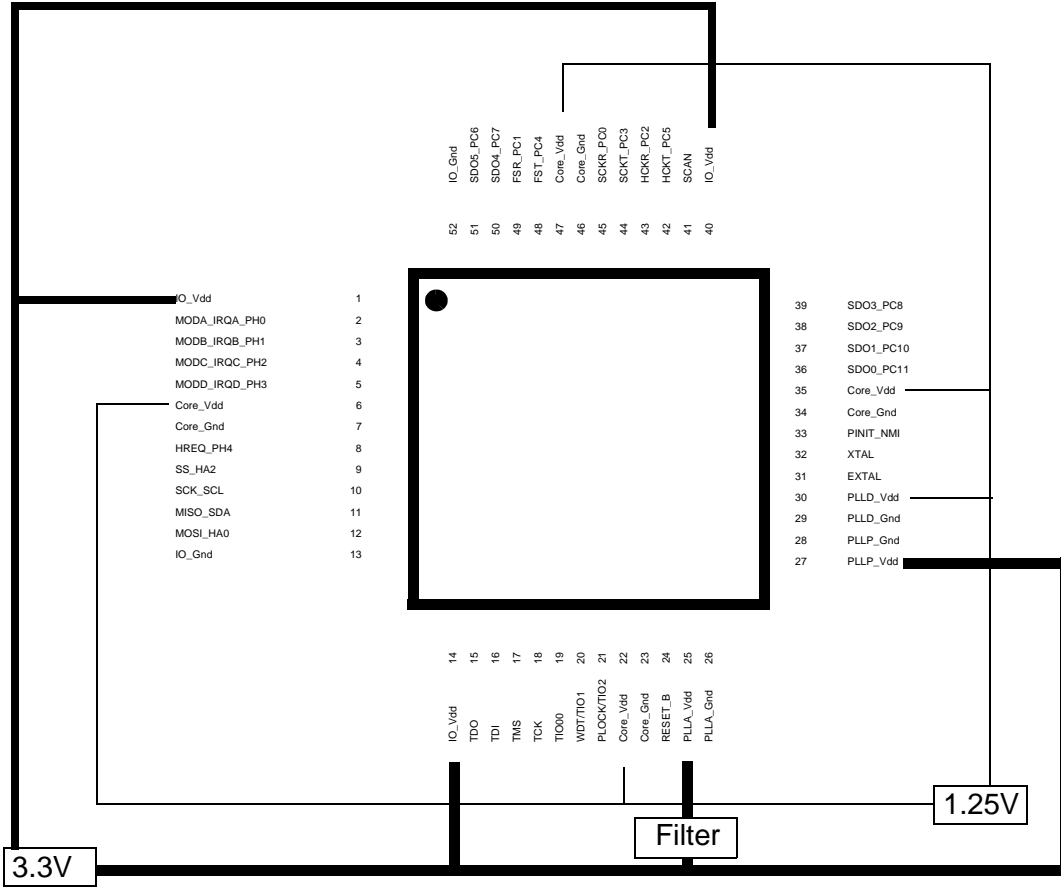 IO_Gnd
SDO5_PC6
SDO4_PC7
FSR_PC1
FST_PC4
Core_Vdd
Core_Gnd
SCKR_PC0
SCKT_PC3
HCKR_PC2
HCKT_PC5
SCAN
IO_Vdd
52
51
50
49
48
47
46
45
44
43
42
41
40
IO_Vdd 1
MODA_IRQA_PH0 2
MODB_IRQB_PH1 3
MODC_IRQC_PH2 4
MODD_IRQD_PH3 5
Core_Vdd 6
Core_Gnd 7
HREQ_PH4 8
SS_HA2 9
SCK_SCL 10
MISO_SDA 11
MOSI_HA0 12
IO_Gnd 13
39 SDO3_PC8
38 SDO2_PC9
37 SDO1_PC10
36 SDO0_PC11
35 Core_Vdd
34 Core_Gnd
33 PINIT_NMI
32 XTAL
31 EXTAL
30 PLLD_Vdd
29 PLLD_Gnd
28 PLLP_Gnd
27 PLLP_Vdd
14
15
16
17
18
19
20
21
22
23
24
25
26
IO_Vdd
TDO
TDI
TMS
TCK
TIO00
WDT/TIO1
PLOCK/TIO2
Core_Vdd
Core_Gnd
RESET_B
PLLA_Vdd
PLLA_Gnd
1.25V
Filter
3.3V